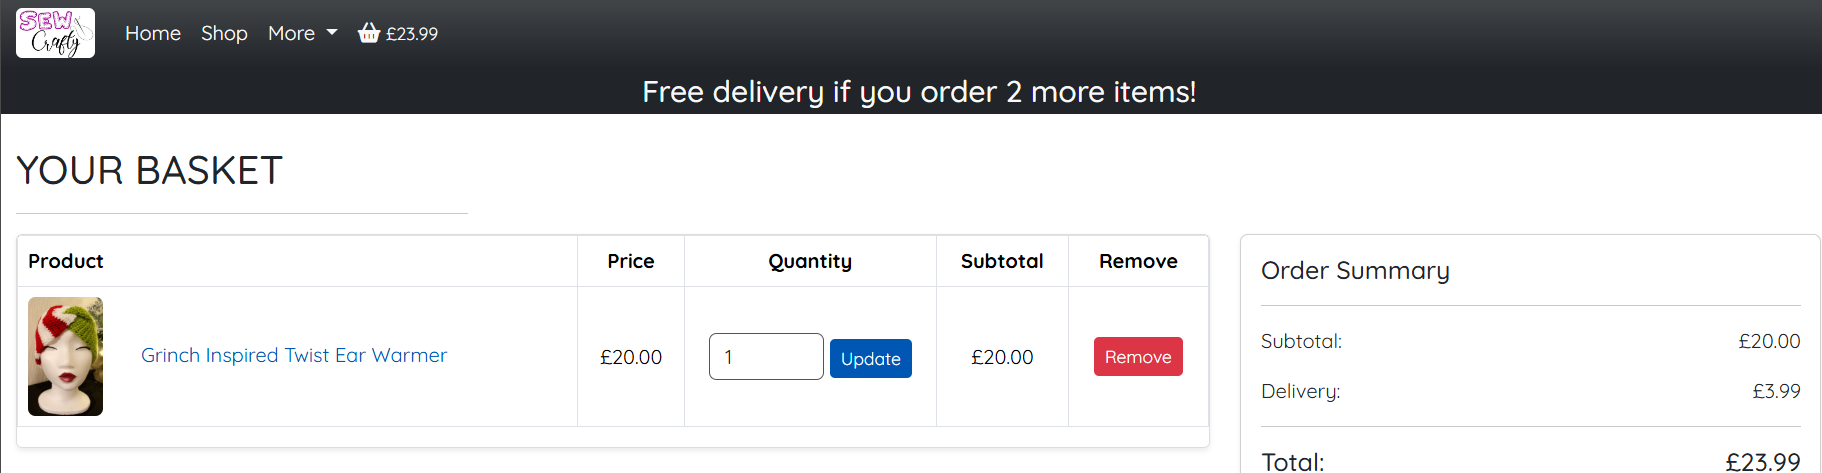 SEW
Crafty
Home Shop More £23.99
Free delivery if you order 2 more items!
YOUR BASKET
Product Price Quantity Subtotal Remove
Grinch Inspired Twist Ear Warmer £20.00 1 Update £20.00 Remove
Order Summary
Subtotal: £20.00
Delivery: £3.99
Total: £23.99